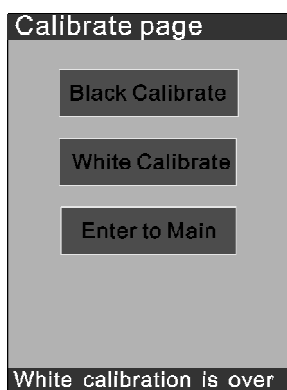 Calibrate page
Black Calibrate
White Calibrate
Enter to Main
White calibration is over